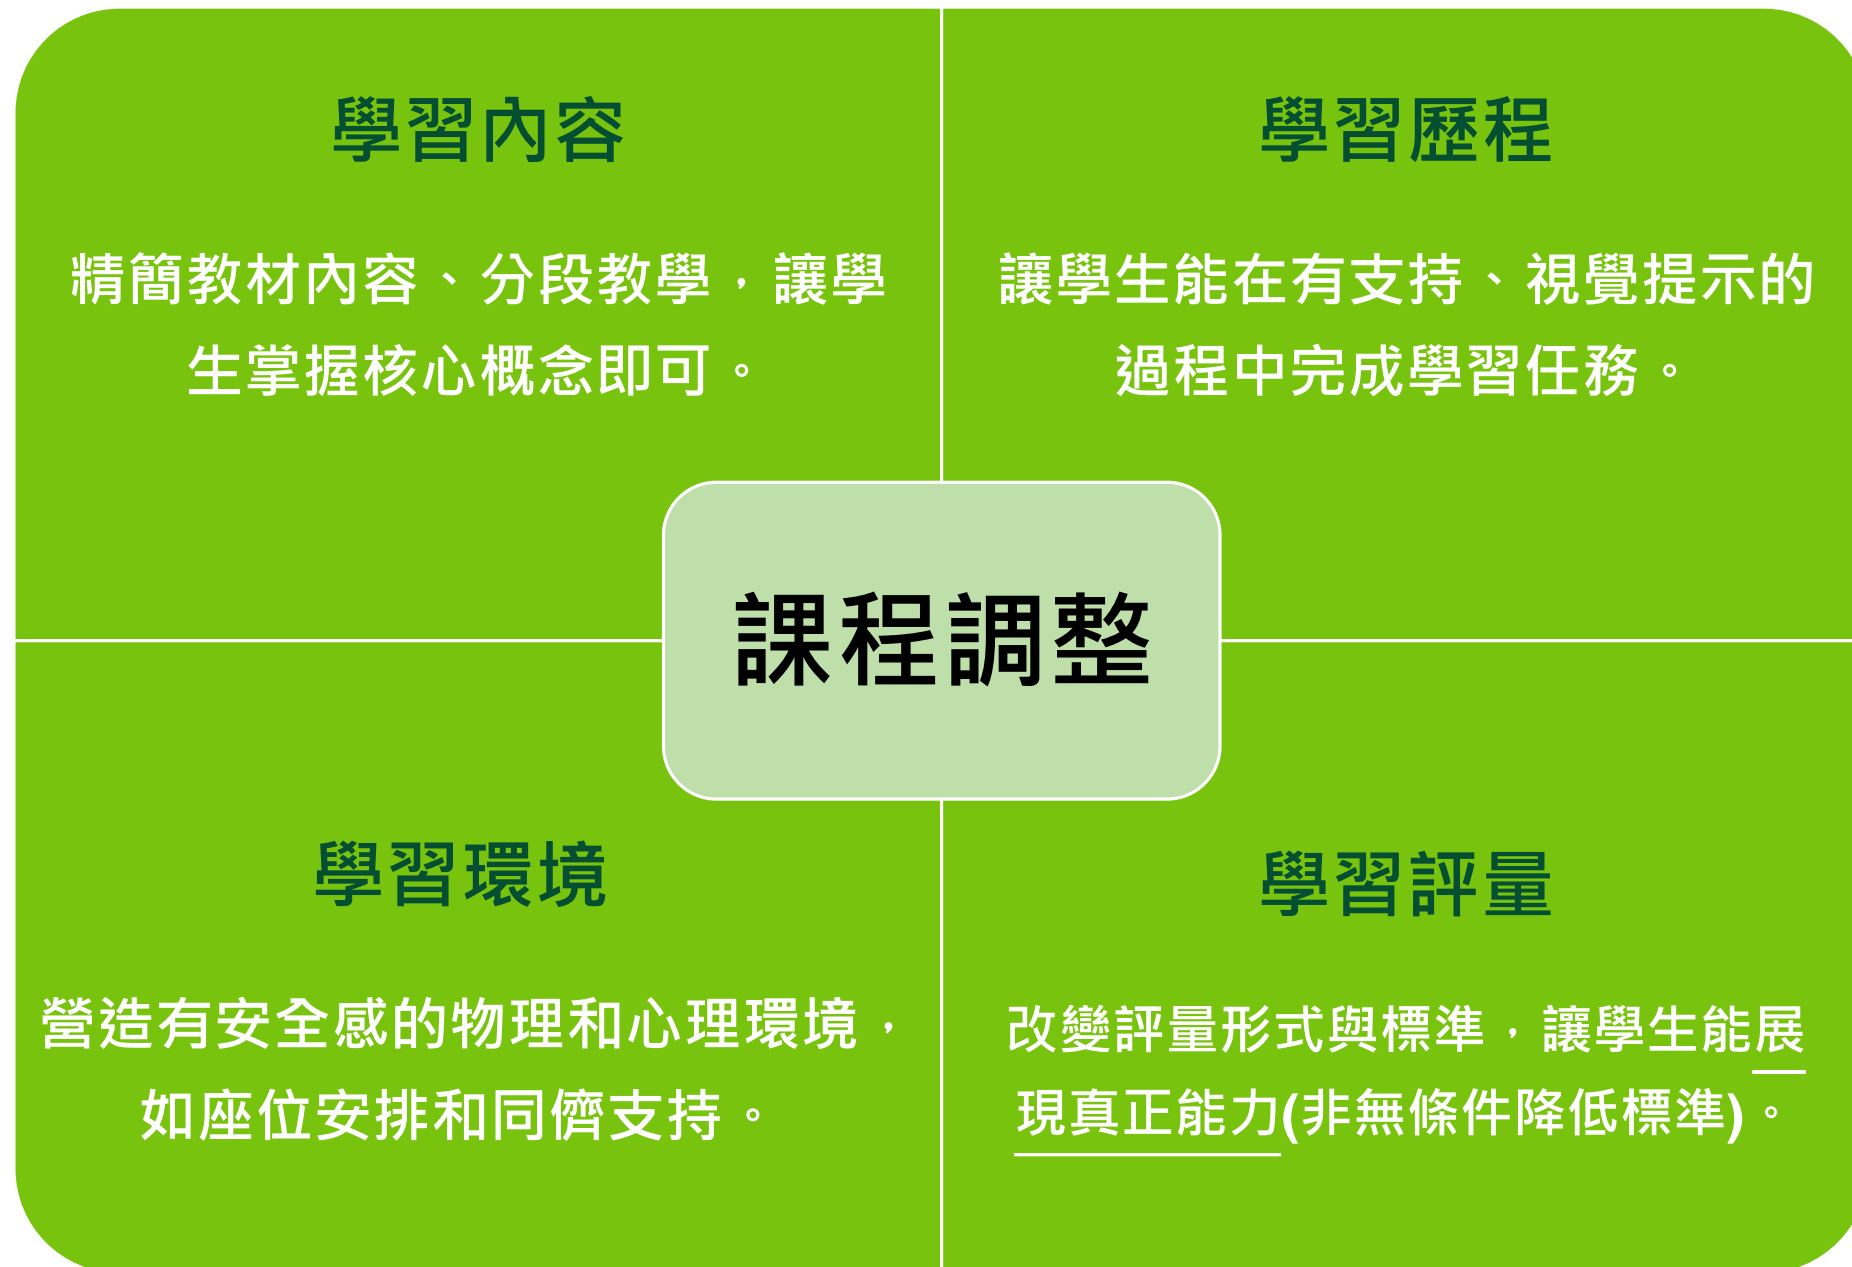 學習內容
精簡教材內容、分段教學，讓學
生掌握核心概念即可。
學習歷程
讓學生能在有支持、視覺提示的
過程中完成學習任務。
課程調整
學習環境
營造有安全感的物理和心理環境，
如座位安排和同儕支持。
學習評量
改變評量形式與標準，讓學生能展
現真正能力(非無條件降低標準)。